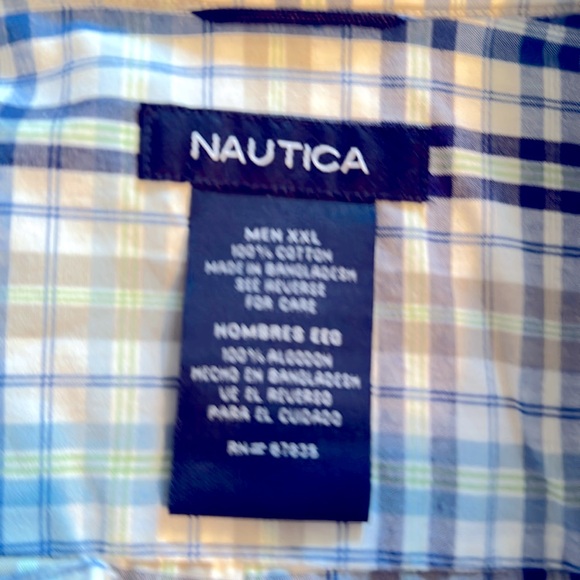 NAUTICA
MEN XXL
100% COTTON
MADE IN BANGLADESH
SEE REVERSE
FOR CARE
HOMBRES EEG
100% ALGODON
HECHO EN BANGLADESH
VE EL REVERSO
PARA EL CUIDADO
RN# 67835